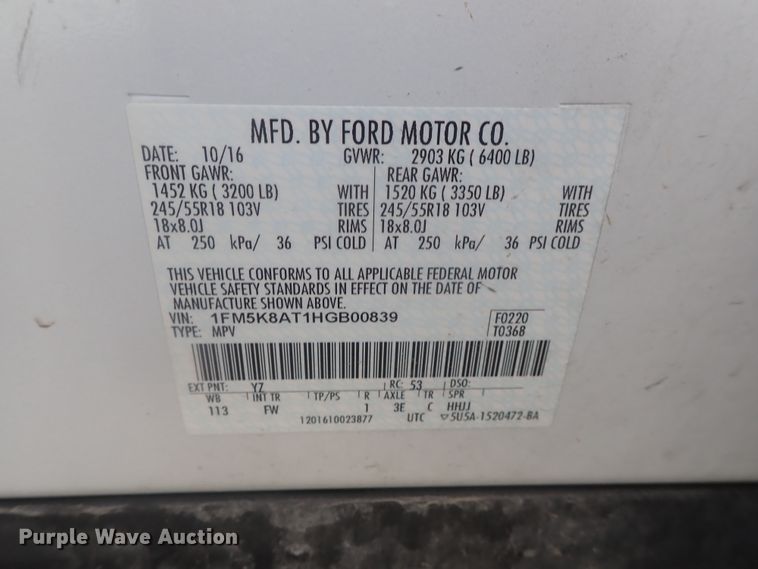 MFD. BY FORD MOTOR CO.
DATE: 10/16 GVWR: 2903 KG ( 6400 LB)
FRONT GAWR: REAR GAWR:
1452 KG ( 3200 LB) WITH 1520 KG ( 3350 LB) WITH
245/55R18 103V TIRES 245/55R18 103V TIRES
18x8.0J RIMS 18x8.0J RIMS
AT 250 kPa/ 36 PSI COLD AT 250 kPa/ 36 PSI COLD
THIS VEHICLE CONFORMS TO ALL APPLICABLE FEDERAL MOTOR
VEHICLE SAFETY STANDARDS IN EFFECT ON THE DATE OF
MANUFACTURE SHOWN ABOVE.
VIN: 1FM5K8AT1HGB00839 F0220
TYPE: MPV T0368
EXT PNT: YZ RC: 53 DSO:
WB INT TR TP/PS R AXLE TR SPR
113 FW 1 3E C HHJJ
1201610023877 UTC ▽5U5A-1520472-BA
Purple Wave Auction